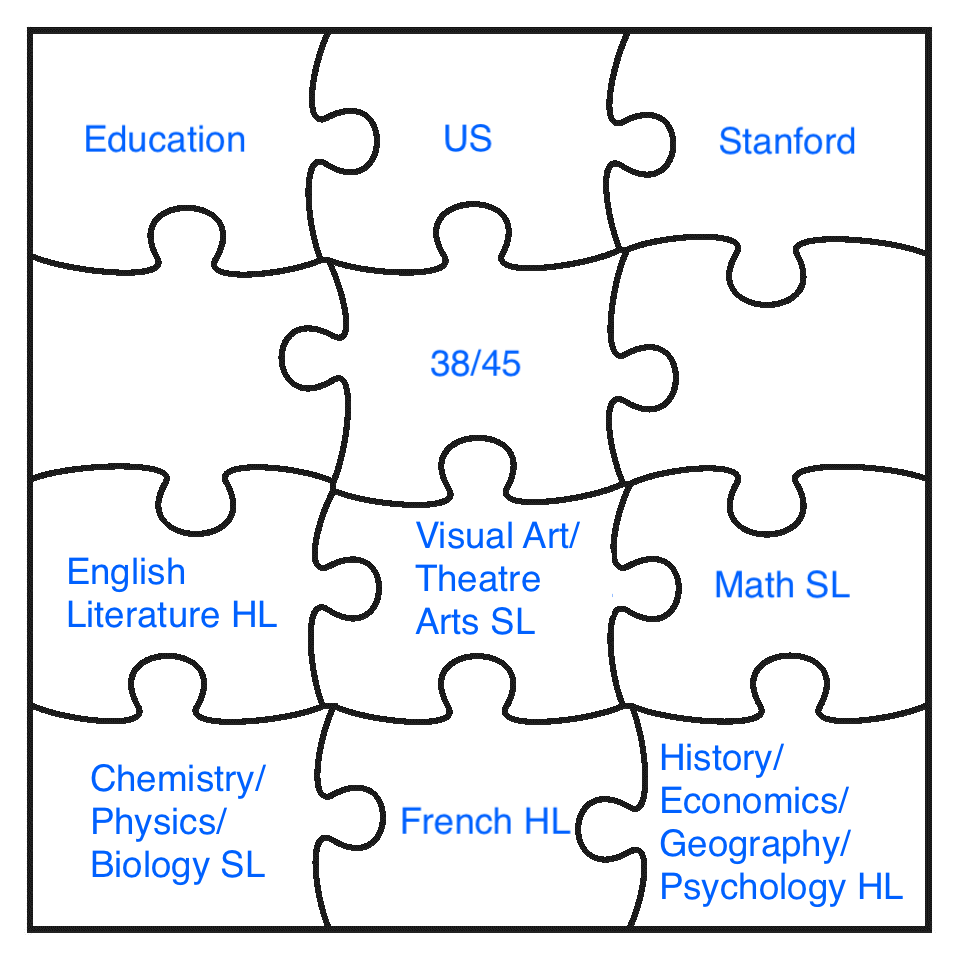 Education
US
Stanford
38/45
English
Literature HL
Visual Art/
Theatre
Arts SL
Math SL
Chemistry/
Physics/
Biology SL
French HL
History/
Economics/
Geography/
Psychology HL